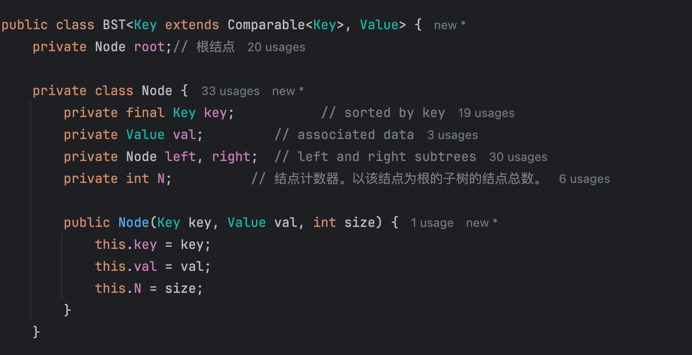 public class BST<Key extends Comparable<Key>, Value> { new *
private Node root;// 根结点 20 usages
private class Node { 33 usages new *
private final Key key; // sorted by key 19 usages
private Value val; // associated data 3 usages
private Node left, right; // left and right subtrees 30 usages
private int N; // 结点计数器。以该结点为根的子树的结点总数。 6 usages
public Node(Key key, Value val, int size) { 1 usage new *
this.key = key;
this.val = val;
this.N = size;
}
}